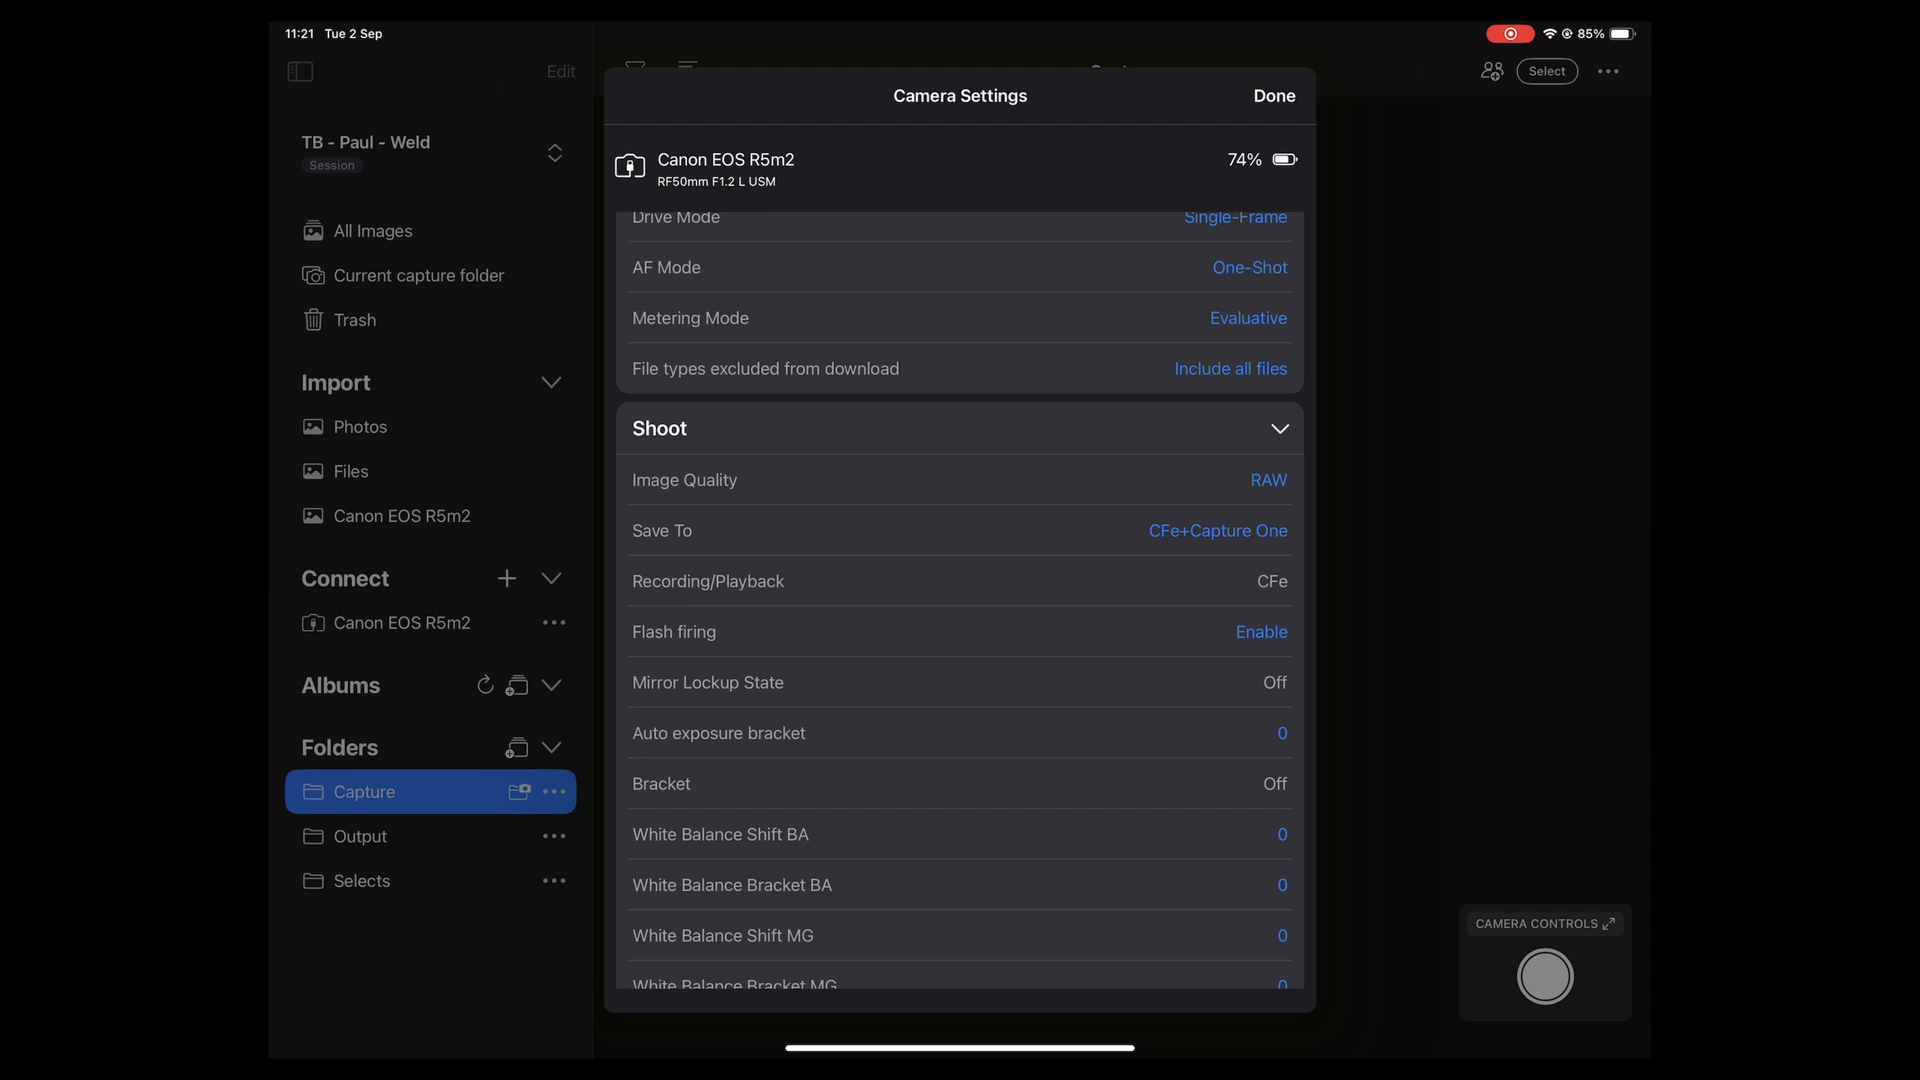 11:21 Tue 2 Sep
85%
Edit
Select
Camera Settings
Done
TB - Paul - Weld
Session
Canon EOS R5m2
RF50mm F1.2 L USM
74%
All Images
Current capture folder
Trash
Import
Photos
Files
Canon EOS R5m2
Connect
Canon EOS R5m2
Albums
Folders
Capture
Output
Selects
Drive Mode
Single-Frame
AF Mode
One-Shot
Metering Mode
Evaluative
File types excluded from download
Include all files
Shoot
Image Quality
RAW
Save To
CFe+Capture One
Recording/Playback
CFe
Flash firing
Enable
Mirror Lockup State
Off
Auto exposure bracket
0
Bracket
Off
White Balance Shift BA
0
White Balance Bracket BA
0
White Balance Shift MG
0
White Balance Bracket MG
0
CAMERA CONTROLS